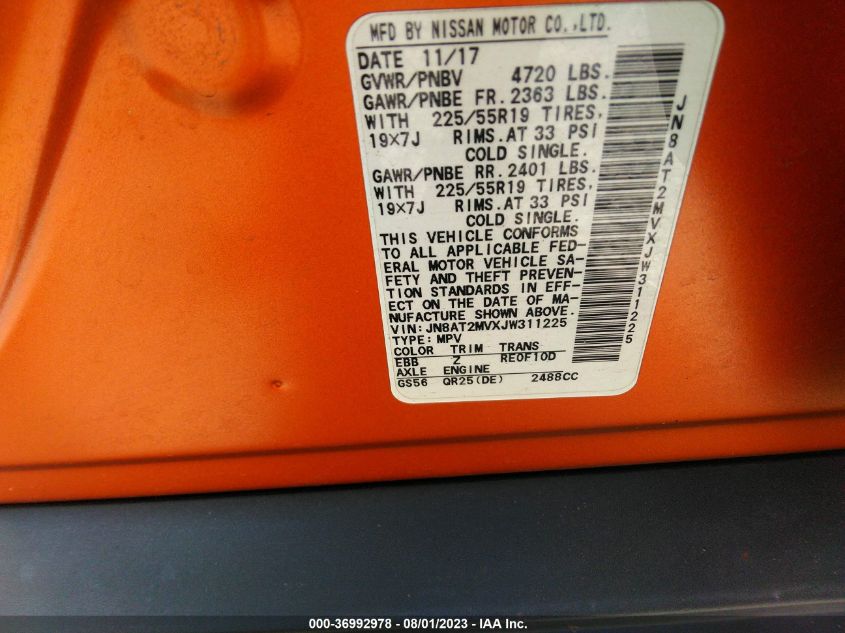 MFD BY NISSAN MOTOR CO.,LTD.
DATE 11/17
GVWR/PNBV 4720 LBS.
GAWR/PNBE FR. 2363 LBS.
WITH 225/55R19 TIRES,
19×7J RIMS.AT 33 PSI
COLD SINGLE.
GAWR/PNBE RR. 2401 LBS.
WITH 225/55R19 TIRES,
19×7J RIMS.AT 33 PSI
COLD SINGLE.
THIS VEHICLE CONFORMS
TO ALL APPLICABLE FED-
ERAL MOTOR VEHICLE SA-
FETY AND THEFT PREVEN-
TION STANDARDS IN EFF-
ECT ON THE DATE OF MA-
NUFACTURE SHOWN ABOVE.
VIN:JN8AT2MVXJW311225
TYPE:MPV
COLOR TRIM TRANS
EBB Z RE0F10D
AXLE ENGINE
GS56 QR25(DE) 2488CC
JN8AT2MVXJW311225
000-36992978 - 08/01/2023 - IAA Inc.